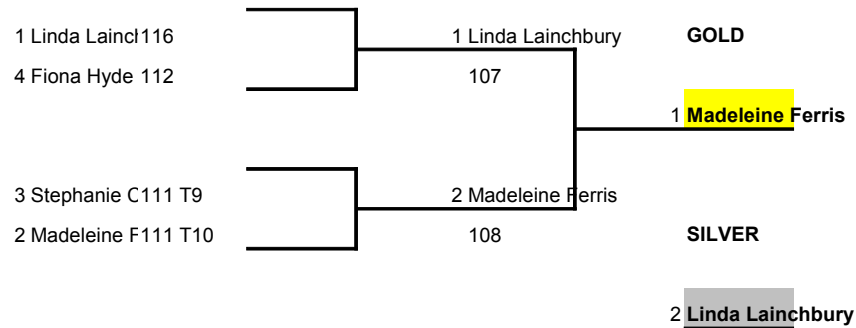 1 Linda Lainch 116 1 Linda Lainchbury GOLD
4 Fiona Hyde 112 107
1 Madeleine Ferris
3 Stephanie C 111 T9 2 Madeleine Ferris
2 Madeleine F 111 T10 108 SILVER
2 Linda Lainchbury